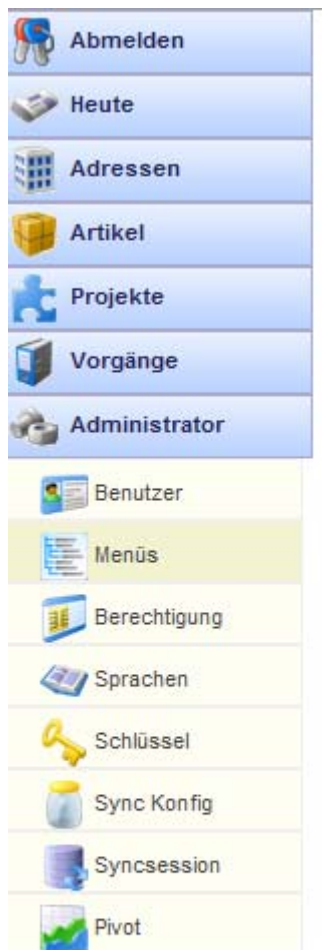 Abmelden
Heute
Adressen
Artikel
Projekte
Vorgänge
Administrator
Benutzer
Menüs
Berechtigung
Sprachen
Schlüssel
Sync Konfig
Syncsession
Pivot